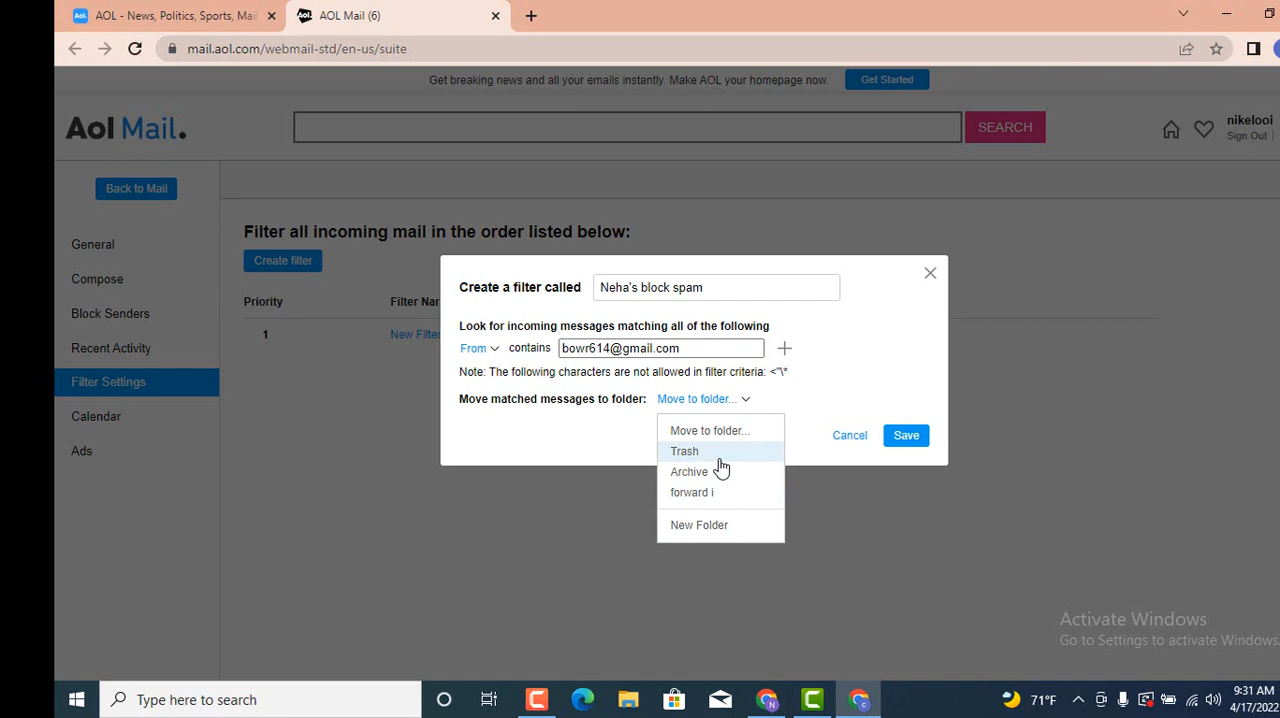 AOL - News, Politics, Sports, Mai
AOL Mail (6)
mail.aol.com/webmail-std/en-us/suite
Get breaking news and all your emails instantly. Make AOL your homepage now.
Get Started
Aol Mail.
SEARCH
nikelooi
Sign Out
Back to Mail
General
Compose
Block Senders
Recent Activity
Filter Settings
Calendar
Ads
Filter all incoming mail in the order listed below:
Create filter
Priority
Filter Nar
1
New Filter
Create a filter called
Neha's block spam
Look for incoming messages matching all of the following
From contains bowr614@gmail.com
Note: The following characters are not allowed in filter criteria: <"\*
Move matched messages to folder: Move to folder...
Move to folder...
Trash
Archive
forward i
New Folder
Cancel
Save
Activate Windows
Go to Settings to activate Windows.
Type here to search
71°F
9:31 AM
4/17/2022